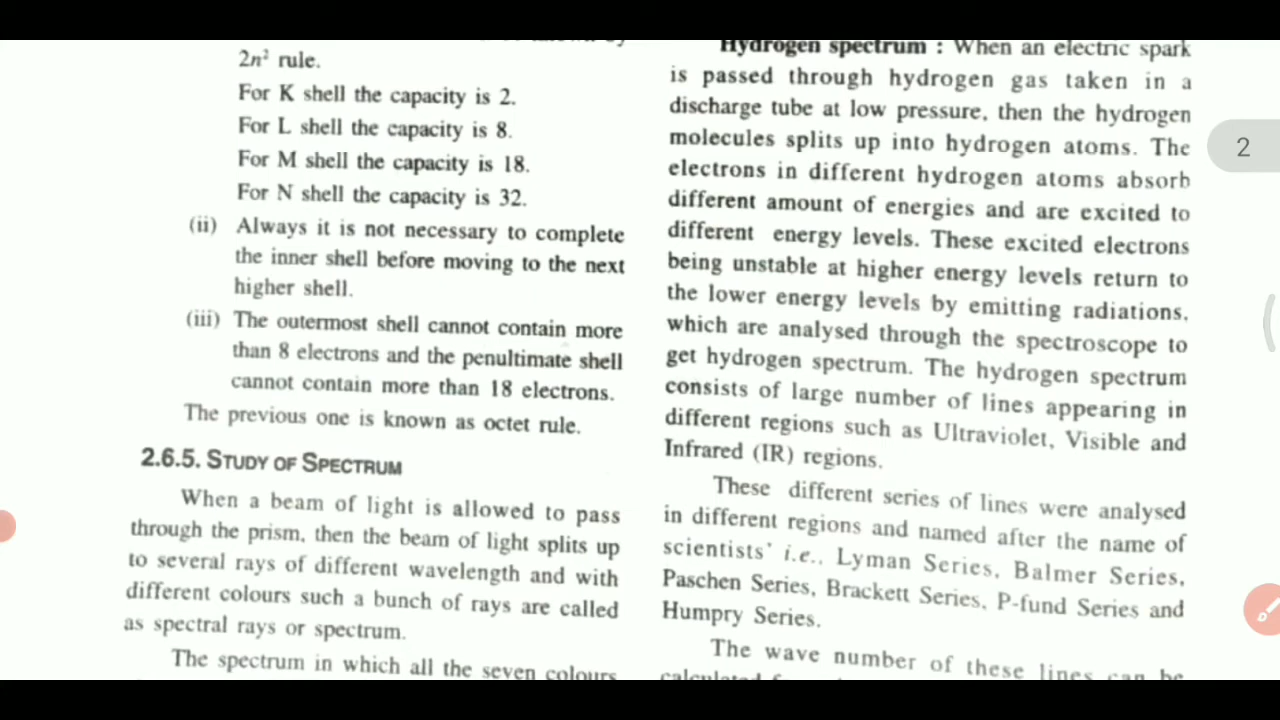 2n² rule.
For K shell the capacity is 2.
For L shell the capacity is 8.
For M shell the capacity is 18.
For N shell the capacity is 32.
(ii) Always it is not necessary to complete
the inner shell before moving to the next
higher shell.
(iii) The outermost shell cannot contain more
than 8 electrons and the penultimate shell
cannot contain more than 18 electrons.
The previous one is known as octet rule.
2.6.5. STUDY OF SPECTRUM
When a beam of light is allowed to pass
through the prism, then the beam of light splits up
to several rays of different wavelength and with
different colours such a bunch of rays are called
as spectral rays or spectrum.
The spectrum in which all the seven colours
Hydrogen spectrum : When an electric spark
is passed through hydrogen gas taken in a
discharge tube at low pressure, then the hydrogen
molecules splits up into hydrogen atoms. The
electrons in different hydrogen atoms absorb
different amount of energies and are excited to
different energy levels. These excited electrons
being unstable at higher energy levels return to
the lower energy levels by emitting radiations,
which are analysed through the spectroscope to
get hydrogen spectrum. The hydrogen spectrum
consists of large number of lines appearing in
different regions such as Ultraviolet, Visible and
Infrared (IR) regions.
These different series of lines were analysed
in different regions and named after the name of
scientists' i.e., Lyman Series, Balmer Series,
Paschen Series, Brackett Series, P-fund Series and
Humpry Series.
The wave number of these lines can be
2